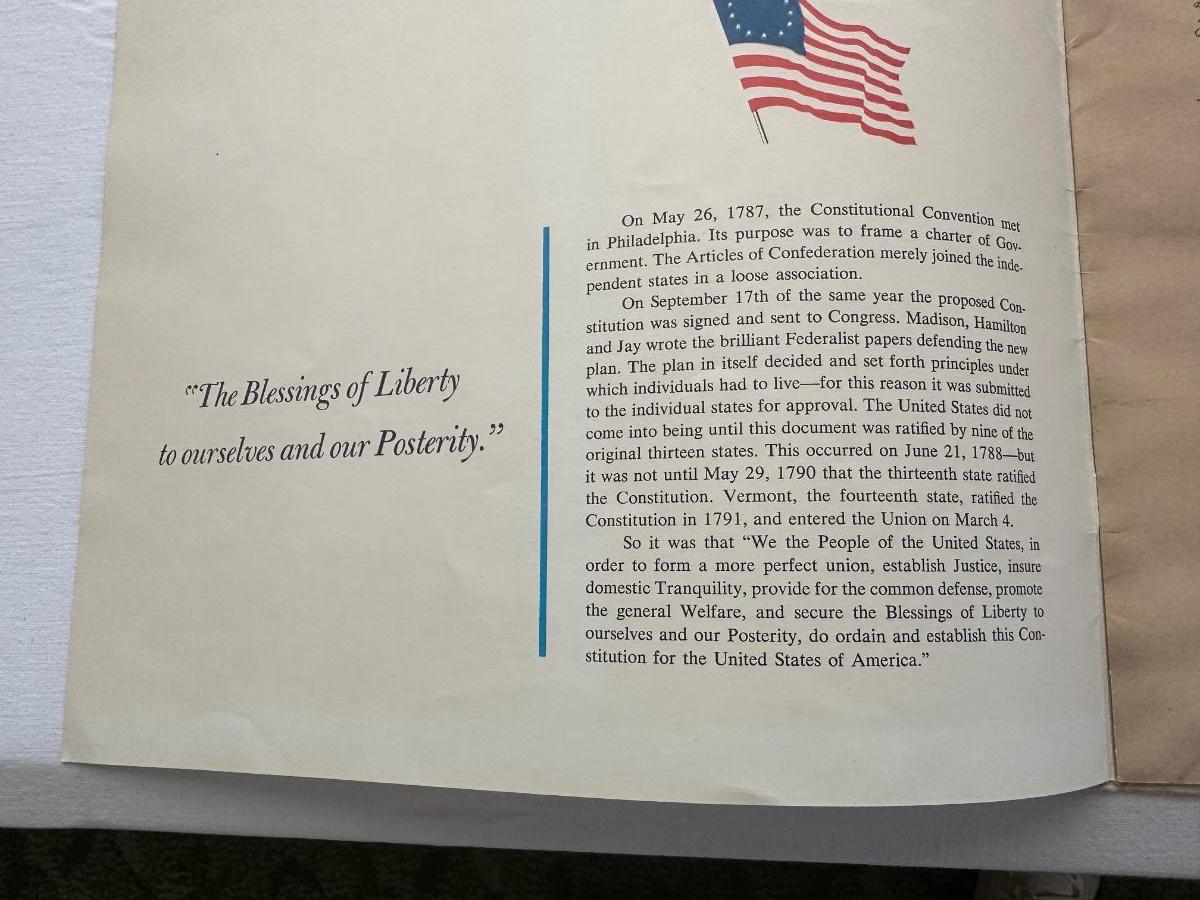 “The Blessings of Liberty
to ourselves and our Posterity.”
On May 26, 1787, the Constitutional Convention met
in Philadelphia. Its purpose was to frame a charter of Gov-
ernment. The Articles of Confederation merely joined the inde-
pendent states in a loose association.
On September 17th of the same year the proposed Con-
stitution was signed and sent to Congress. Madison, Hamilton
and Jay wrote the brilliant Federalist papers defending the new
plan. The plan in itself decided and set forth principles under
which individuals had to live—for this reason it was submitted
to the individual states for approval. The United States did not
come into being until this document was ratified by nine of the
original thirteen states. This occurred on June 21, 1788—but
it was not until May 29, 1790 that the thirteenth state ratified
the Constitution. Vermont, the fourteenth state, ratified the
Constitution in 1791, and entered the Union on March 4.
So it was that “We the People of the United States, in
order to form a more perfect union, establish Justice, insure
domestic Tranquility, provide for the common defense, promote
the general Welfare, and secure the Blessings of Liberty to
ourselves and our Posterity, do ordain and establish this Con-
stitution for the United States of America.”